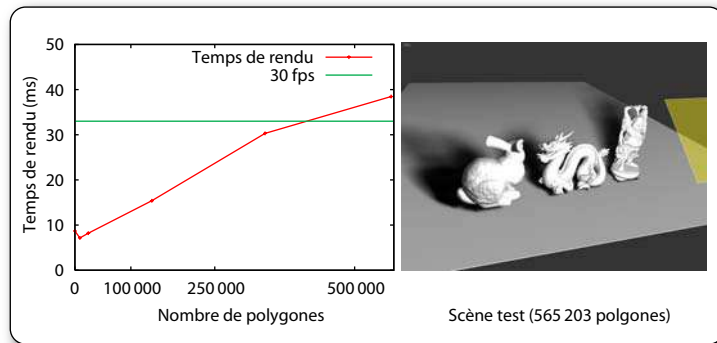 50
40
30
20
10
0
Temps de rendu (ms)
Temps de rendu
30 fps
0
100 000
250 000
500 000
Nombre de polygones
Scène test (565 203 polgones)